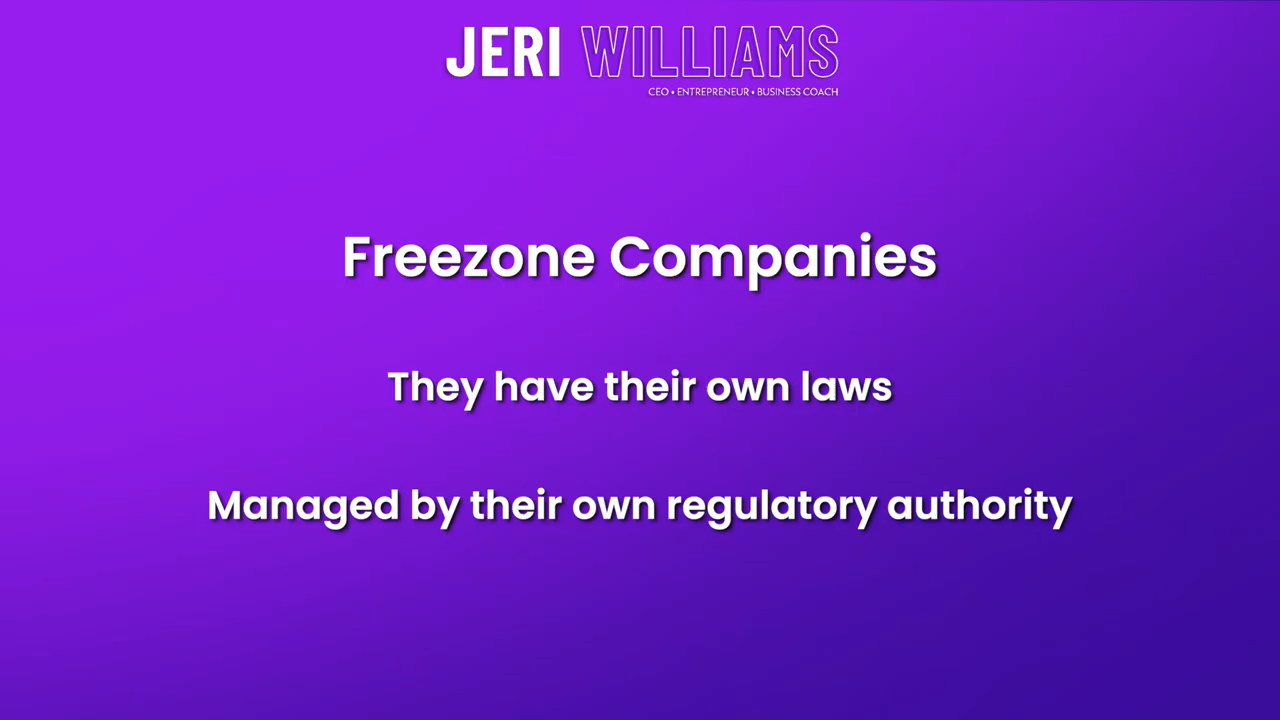 JERI WILLIAMS
CEO • ENTREPRENEUR • BUSINESS COACH
Freezone Companies
They have their own laws
Managed by their own regulatory authority